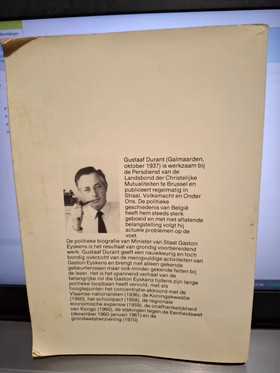 Gustaaf Durant (Galmaarden,
oktober 1937) is werkzaam bij
de Persdienst van de
Landsbond der Christelijke
Mutualiteiten te Brussel en
publiceert regelmatig in
Straal, Volksmacht en Onder
Ons. De politieke
geschiedenis van België
heeft hem steeds sterk
geboeid en met niet aflatende
belangstelling volgt hij
actuele problemen op de
voet.
De politieke biografie van Minister van Staat Gaston
Eyskens is het resultaat van grondig voorbereidend
werk. Gustaaf Durant geeft een nauwkeurig en toch
bondig overzicht van de menigvuldige activiteiten van
Gaston Eyskens en brengt niet alleen gekende
gebeurtenissen maar ook minder gekende feiten bij
de lezer. Het is het spannend verhaal van de
belangrijke rol die Gaston Eyskens tijdens zijn lange
politieke loopbaan heeft vervuld, met als
hoogtepunten het concentratie-akkoord met de
Vlaamse-nationalisten (1936), de Koningskwestie
(1950), het schoolpact (1958), de regionale
economische expansie (1959), de onafhankelijkheid
van Kongo (1960), de stakingen tegen de Eenheidswet
(december 1960-januari 1961) en de
grondwetsherziening (1970).